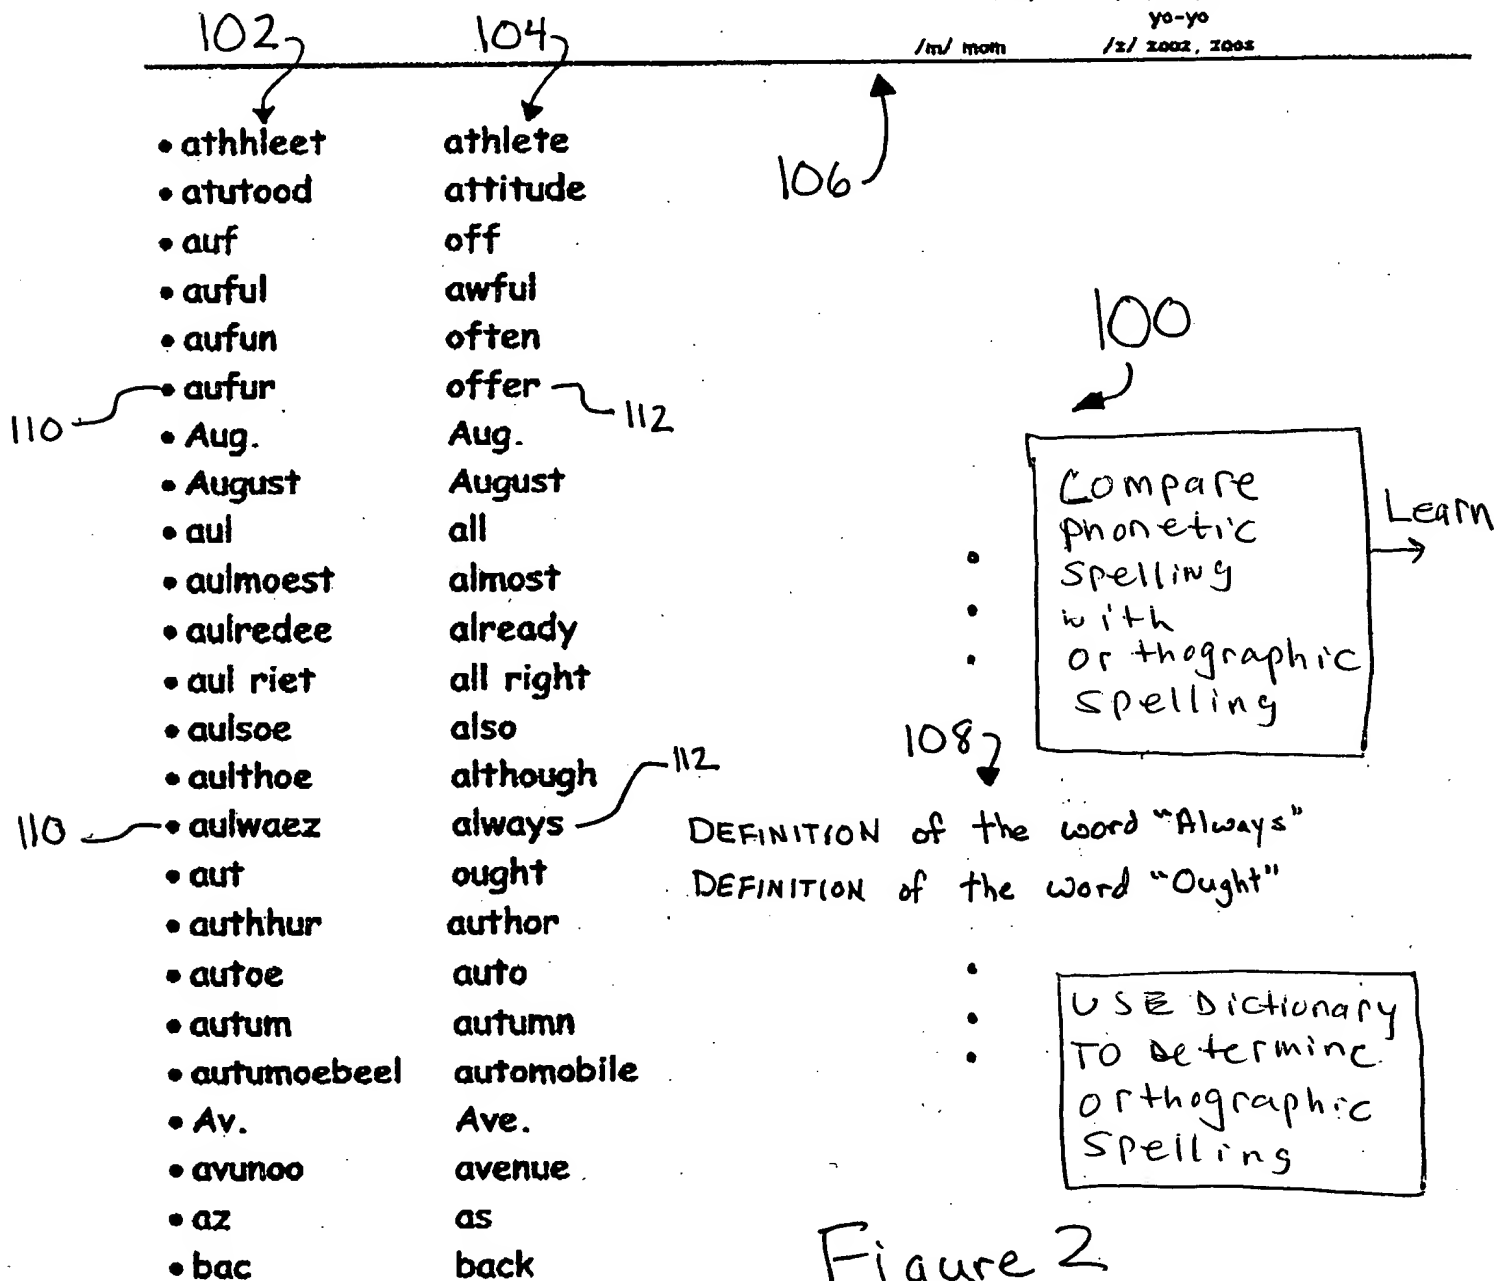 yo-yo
/m/ mom /z/ zooz, zoos
102 104
106
• athhleet athlete
• atutood attitude
• auf off
• auful awful
• aufun often
110 • aufur offer 112
• Aug. Aug.
• August August
• aul all
• aulmoest almost
• aulredee already
• aul riet all right
• aulsoe also
• aulthoe although
110 • aulwaez always 112
• aut ought
• authhur author
• autoe auto
• autum autumn
• autumoebeel automobile
• Av. Ave.
• avunoo avenue
• az as
• bac back
100
Compare
phonetic
spelling
with
orthographic
spelling
Learn
108
DEFINITION of the word "Always"
DEFINITION of the word "Ought"
USE Dictionary
TO Determine
orthographic
spelling
Figure 2